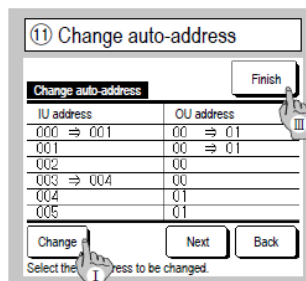 ⑪ Change auto-address
Finish
Change auto-address
IU address OU address
000 ⇒ 001 00 ⇒ 01
001 00 ⇒ 01
002 00
003 ⇒ 004 00
004 01
005 01
III
Change Next Back
I
Select the ress to be changed.